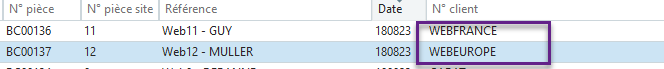 N° pièce N° pièce site Référence Date N° client
BC00136 11 Web11 - GUY 180823 WEBFRANCE
BC00137 12 Web12 - MULLER 180823 WEBEUROPE